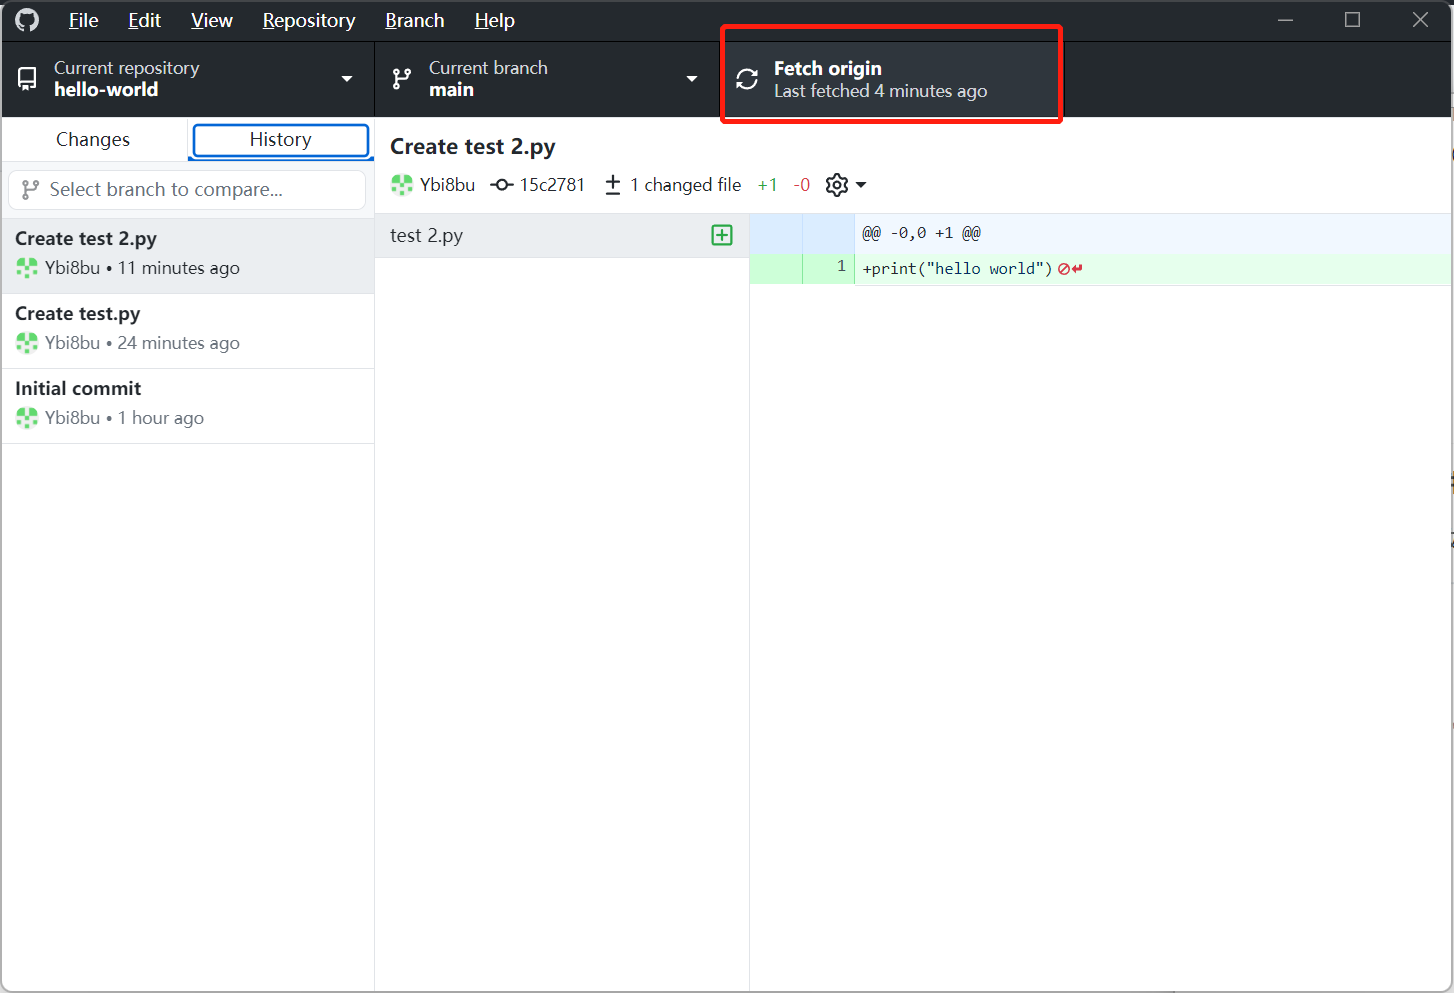 File Edit View Repository Branch Help
Current repository
hello-world
Current branch
main
Fetch origin
Last fetched 4 minutes ago
Changes
History
Select branch to compare...
Create test 2.py
Ybi8bu • 11 minutes ago
Create test.py
Ybi8bu • 24 minutes ago
Initial commit
Ybi8bu • 1 hour ago
Create test 2.py
Ybi8bu 15c2781 1 changed file +1 -0
test 2.py
@@ -0,0 +1 @@
1 +print("hello world")